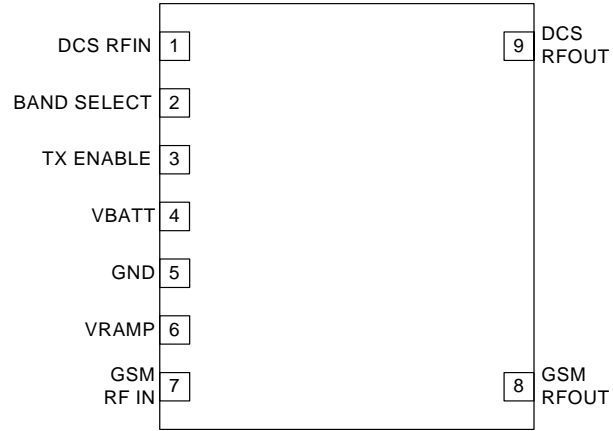 DCS RFIN 1
BAND SELECT 2
TX ENABLE 3
VBATT 4
GND 5
VRAMP 6
GSM
RF IN 7
9 DCS
RFOUT
8 GSM
RFOUT